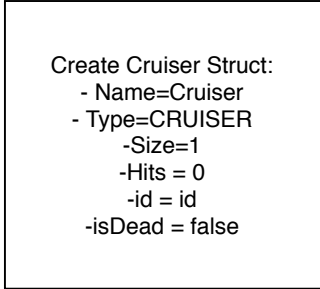 Create Cruiser Struct:
- Name=Cruiser
- Type=CRUISER
-Size=1
-Hits = 0
-id = id
-isDead = false